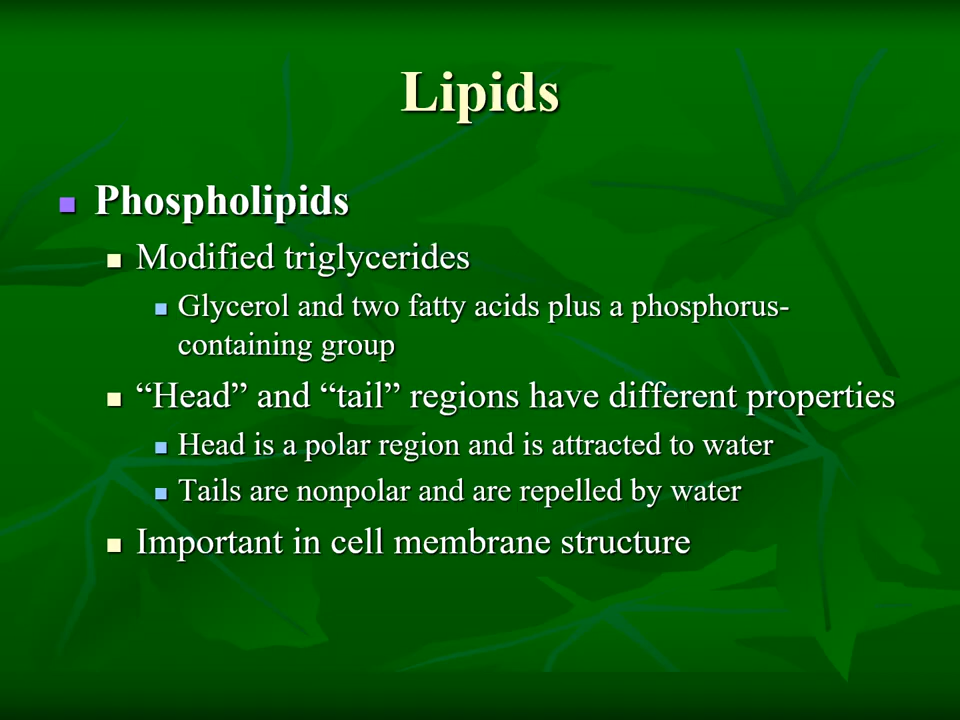 Lipids
Phospholipids
Modified triglycerides
Glycerol and two fatty acids plus a phosphorus-
containing group
“Head” and “tail” regions have different properties
Head is a polar region and is attracted to water
Tails are nonpolar and are repelled by water
Important in cell membrane structure